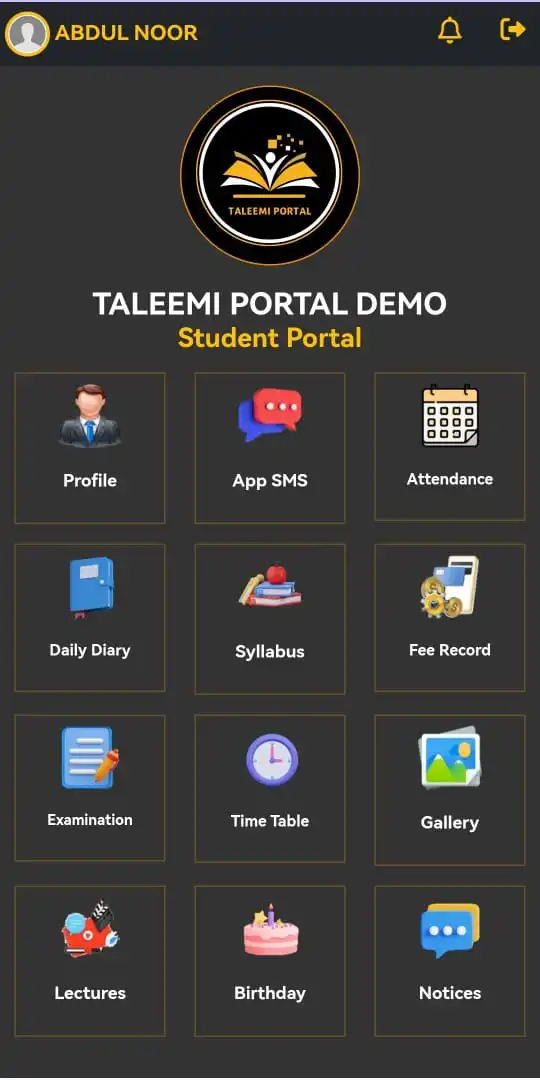 ABDUL NOOR
TALEEMI PORTAL
TALEEMI PORTAL DEMO
Student Portal
Profile
App SMS
Attendance
Daily Diary
Syllabus
Fee Record
Examination
Time Table
Gallery
Lectures
Birthday
Notices